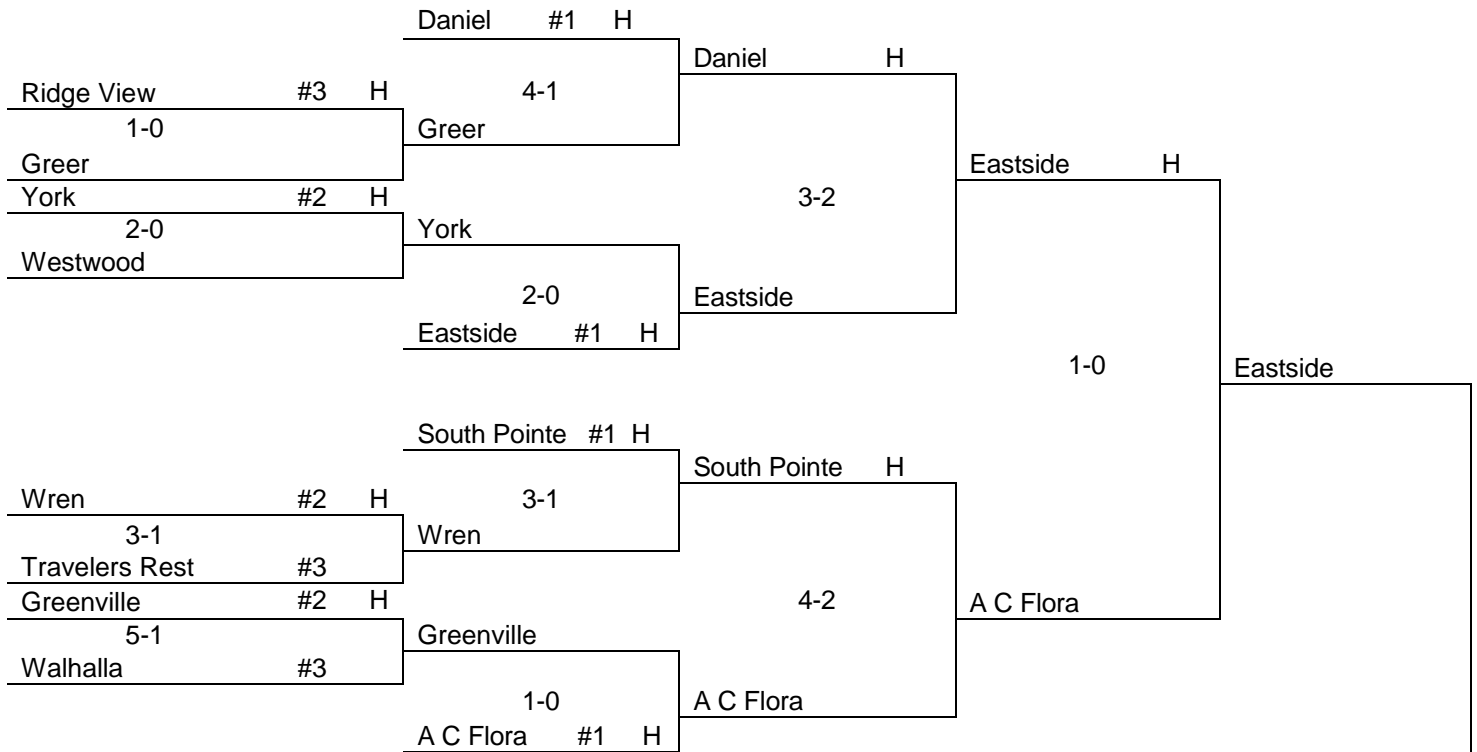 Daniel #1 H
Daniel H
Ridge View #3 H
4-1
1-0
Greer
Greer
Eastside H
York #2 H
3-2
2-0
York
Westwood
2-0
Eastside
Eastside #1 H
1-0
Eastside
South Pointe #1 H
South Pointe H
Wren #2 H
3-1
3-1
Wren
Travelers Rest #3
Greenville #2 H
4-2
A C Flora
5-1
Greenville
Walhalla #3
1-0
A C Flora
A C Flora #1 H